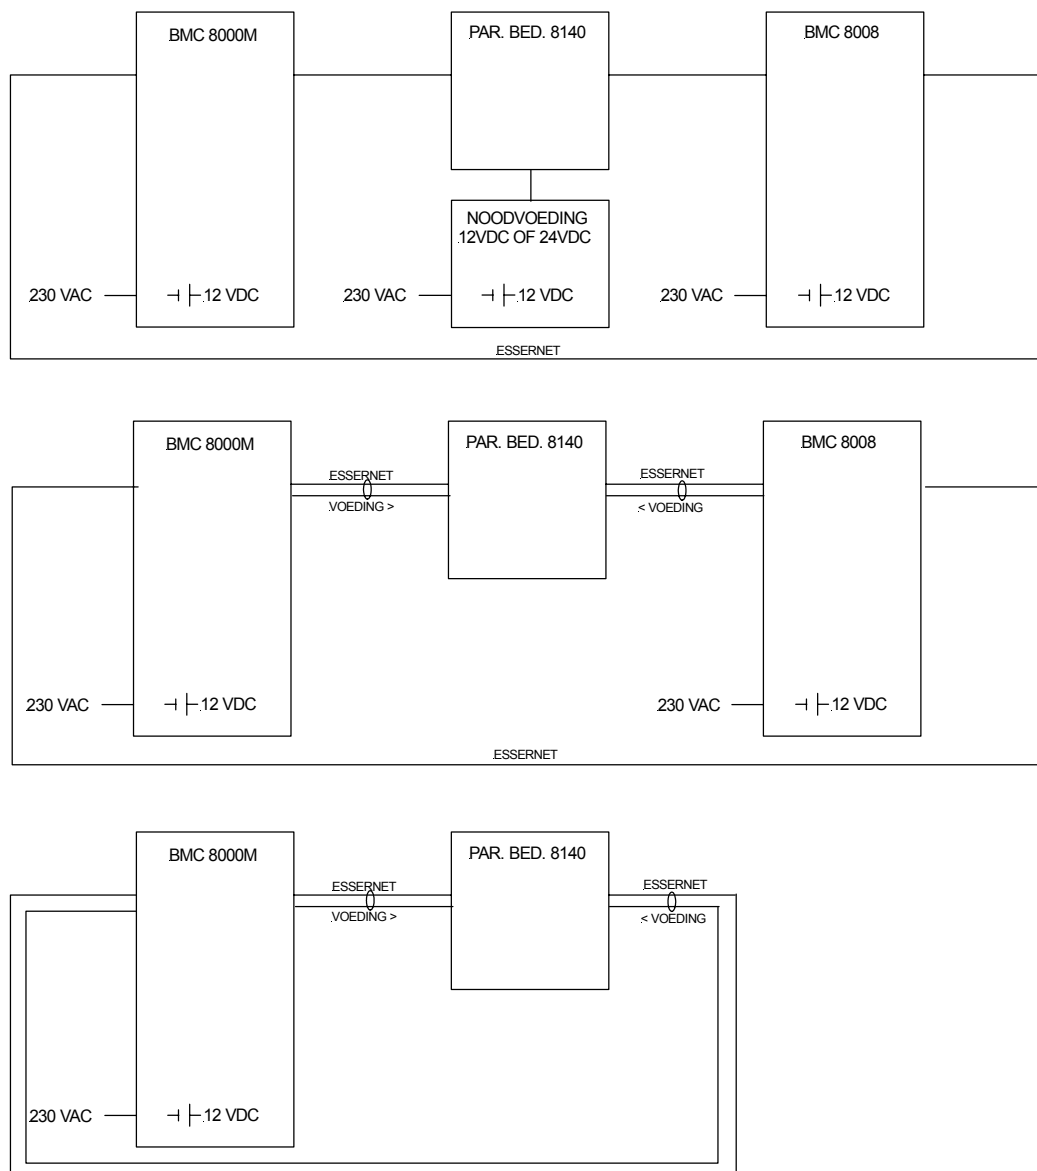 BMC 8000M
PAR. BED. 8140
BMC 8008
NOODVOEDING
12VDC OF 24VDC
230 VAC
12 VDC
230 VAC
12 VDC
230 VAC
12 VDC
ESSERNET
BMC 8000M
PAR. BED. 8140
BMC 8008
ESSERNET
VOEDING >
ESSERNET
< VOEDING
230 VAC
12 VDC
230 VAC
12 VDC
ESSERNET
BMC 8000M
PAR. BED. 8140
ESSERNET
VOEDING >
ESSERNET
< VOEDING
230 VAC
12 VDC